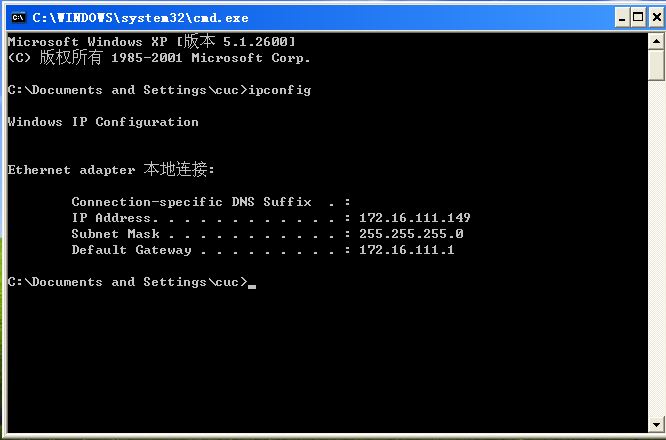 C:\WINDOWS\system32\cmd.exe
Microsoft Windows XP [版本 5.1.2600]
(C) 版权所有 1985-2001 Microsoft Corp.
C:\Documents and Settings\cuc>ipconfig
Windows IP Configuration
Ethernet adapter 本地连接:
Connection-specific DNS Suffix  . :
IP Address. . . . . . . . . . . . : 172.16.111.149
Subnet Mask . . . . . . . . . . . : 255.255.255.0
Default Gateway . . . . . . . . . : 172.16.111.1
C:\Documents and Settings\cuc>